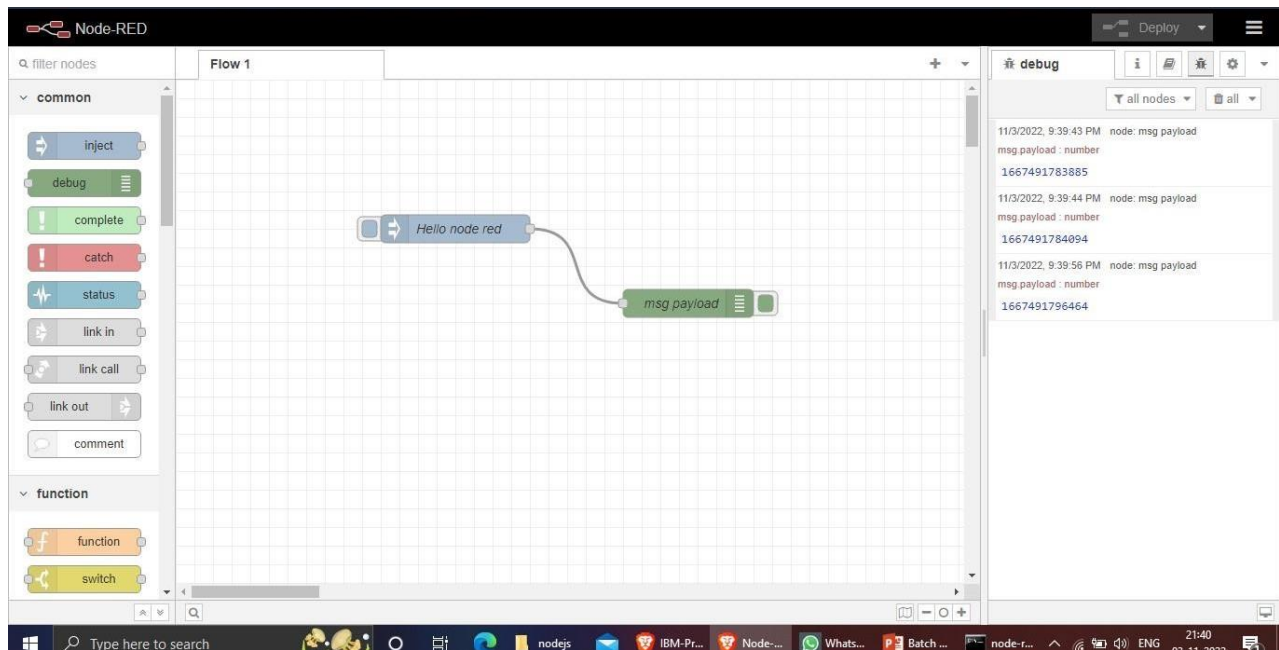 Node-RED
Deploy
filter nodes
Flow 1
debug
i
all nodes
all
common
inject
debug
complete
catch
status
link in
link call
link out
comment
function
function
switch
Hello node red
msg payload
11/3/2022, 9:39:43 PM node: msg payload
msg.payload : number
1667491783885
11/3/2022, 9:39:44 PM node: msg payload
msg.payload : number
1667491784094
11/3/2022, 9:39:56 PM node: msg payload
msg.payload : number
1667491796464
Type here to search
nodejs
IBM-Pr...
Node-...
Whats...
Batch ...
node-r...
ENG
21:40
03-11-2022